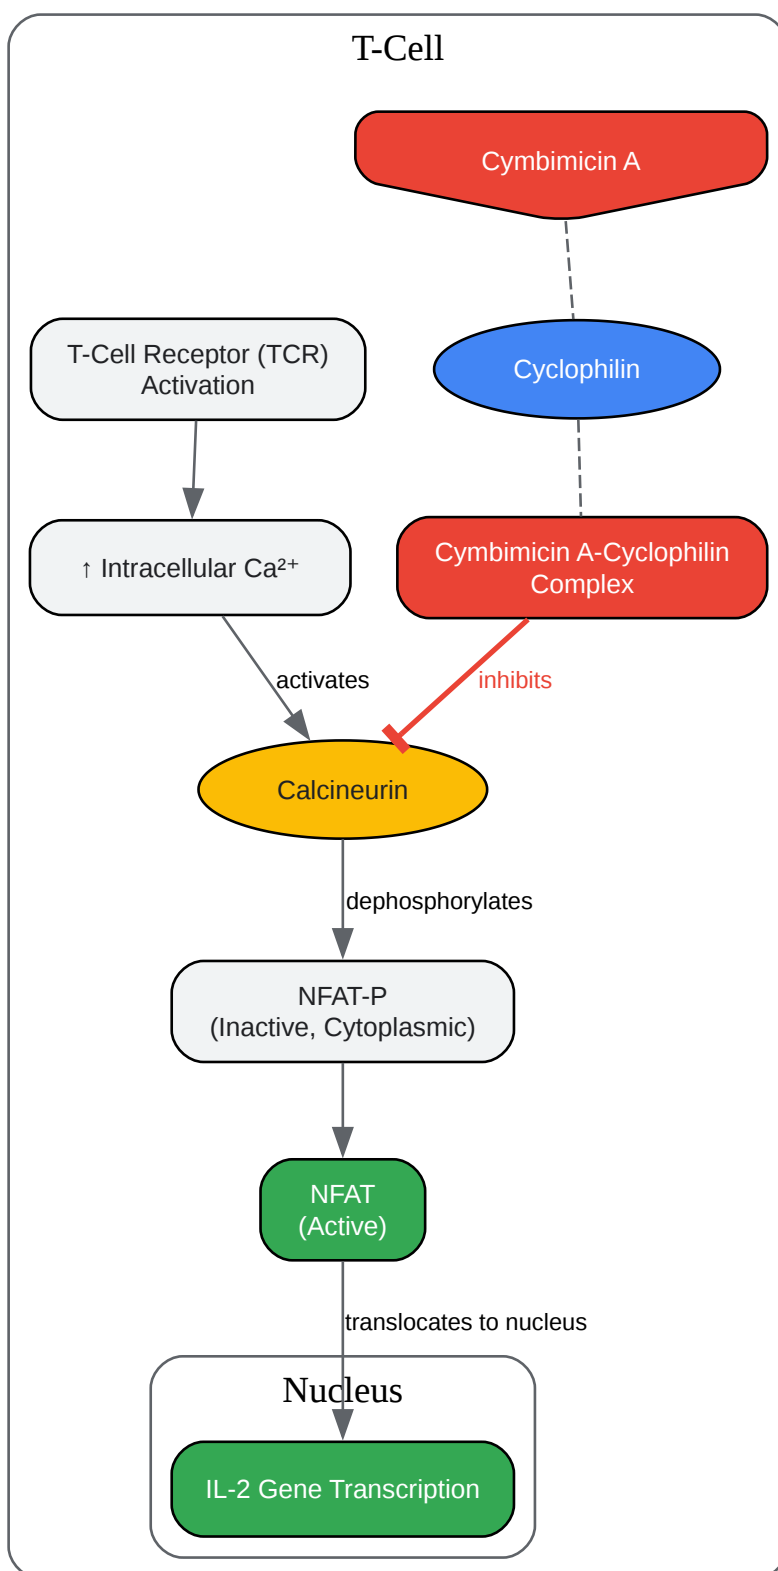 T-Cell
Cymbimicin A
T-Cell Receptor (TCR)
Activation
Cyclophilin
↑ Intracellular Ca²⁺
Cymbimicin A-Cyclophilin
Complex
activates
inhibits
Calcineurin
dephosphorylates
NFAT-P
(Inactive, Cytoplasmic)
NFAT
(Active)
translocates to nucleus
Nucleus
IL-2 Gene Transcription